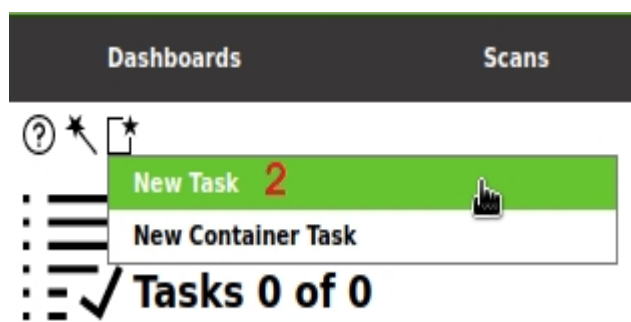 Dashboards Scans
?
New Task 2
New Container Task
Tasks 0 of 0